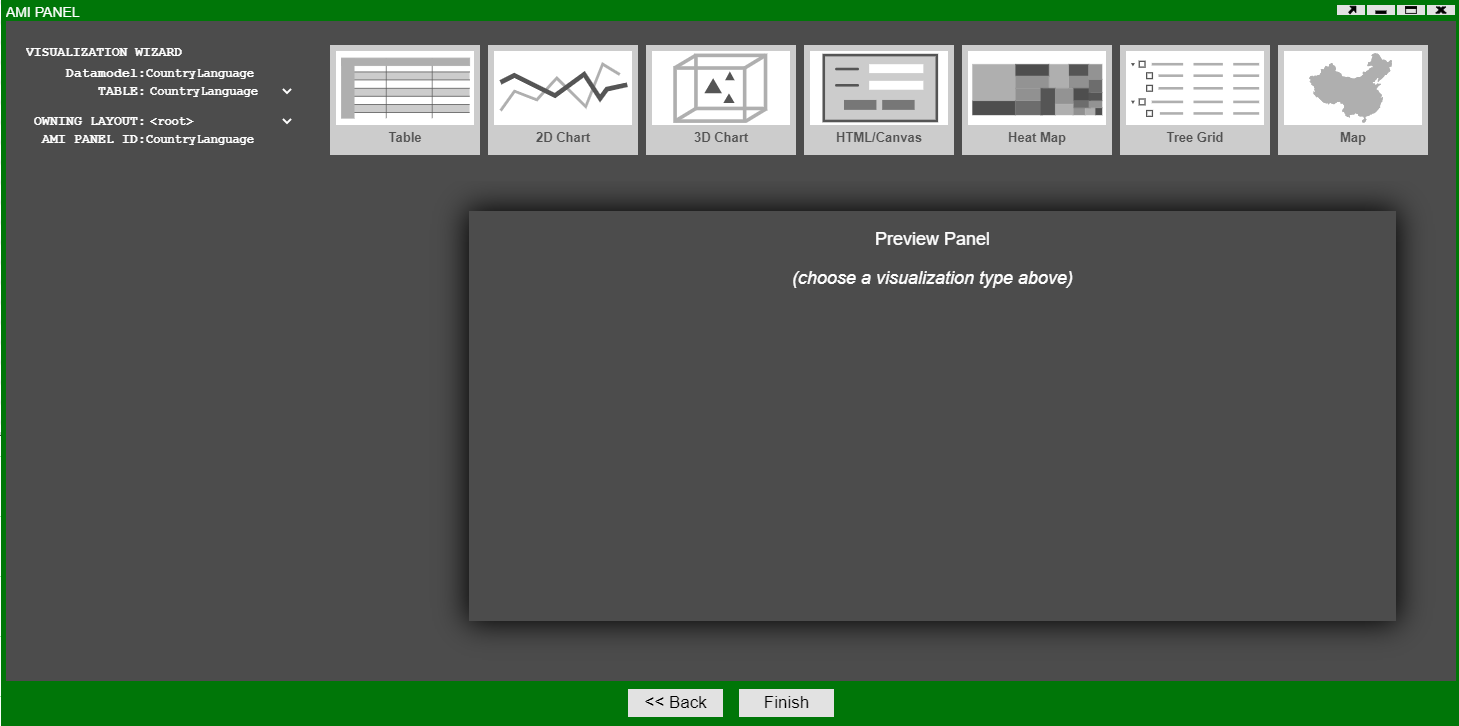 AMI PANEL
VISUALIZATION WIZARD
Datamodel:CountryLanguage
TABLE: CountryLanguage
OWNING LAYOUT: <root>
AMI PANEL ID:CountryLanguage
Table
2D Chart
3D Chart
HTML/Canvas
Heat Map
Tree Grid
Map
Preview Panel
(choose a visualization type above)
<< Back
Finish